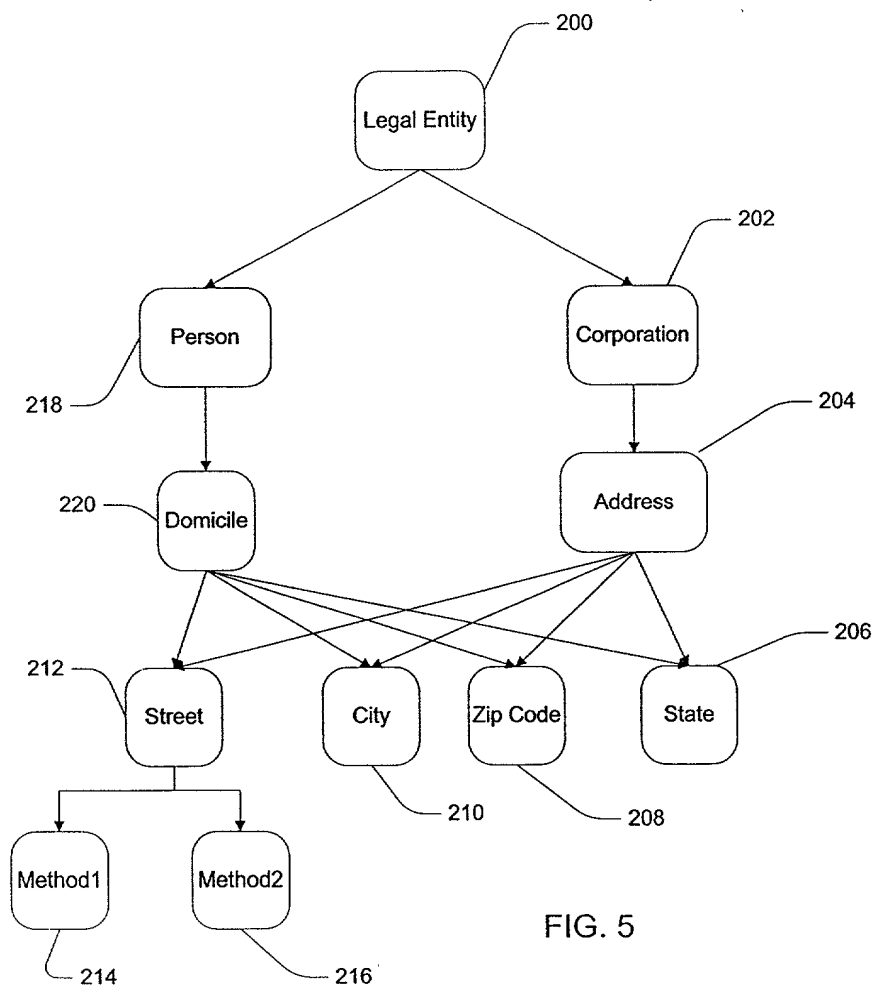 200
Legal Entity
202
Person
Corporation
218
204
220
Domicile
Address
206
212
Street
City
Zip Code
State
210
208
Method1
Method2
FIG. 5
214
216